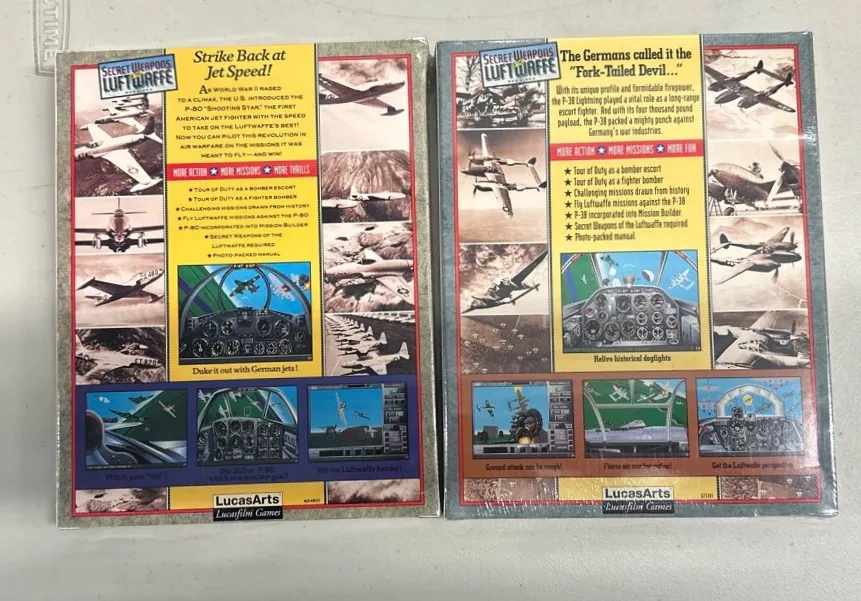 SECRET WEAPONS
OF THE
LUFTWAFFE
Strike Back at
Jet Speed!
AS WORLD WAR II RAGED
TO A CLIMAX, THE U.S. INTRODUCED THE
P-80 "SHOOTING STAR," THE FIRST
AMERICAN JET FIGHTER WITH THE SPEED
TO TAKE ON THE LUFTWAFFE'S BEST!
NOW YOU CAN PILOT THIS REVOLUTION IN
AIR WARFARE ON THE MISSIONS IT WAS
MEANT TO FLY—AND WIN!
MORE ACTION ★ MORE MISSIONS ★ MORE THRILLS
★ TOUR OF DUTY AS A BOMBER ESCORT
★ TOUR OF DUTY AS A FIGHTER BOMBER
★ CHALLENGING MISSIONS DRAWN FROM HISTORY
★ FLY LUFTWAFFE MISSIONS AGAINST THE P-80
★ P-80 INCORPORATED INTO MISSION BUILDER
★ SECRET WEAPONS OF THE
LUFTWAFFE REQUIRED
★ PHOTO-PACKED MANUAL
Duke it out with German jets!
Watch your "six"!
Me-262 vs. P-80
Hit the Luftwaffe harder!
LucasArts
Lucasfilm Games
SECRET WEAPONS
OF THE
LUFTWAFFE
The Germans called it the
"Fork-Tailed Devil..."
With its unique profile and formidable firepower,
the P-38 Lightning played a vital role as a long-range
escort fighter. And with its four thousand pound
payload, the P-38 packed a mighty punch against
Germany's war industries.
MORE ACTION ★ MORE MISSIONS ★ MORE FUN
★ Tour of Duty as a bomber escort
★ Tour of Duty as a fighter bomber
★ Challenging missions drawn from history
★ Fly Luftwaffe missions against the P-38
★ P-38 incorporated into Mission Builder
★ Secret Weapons of the Luftwaffe required
★ Photo-packed manual
Relive historical dogfights
Ground attack can be rough!
Get the Luftwaffe perspective
LucasArts
Lucasfilm Games